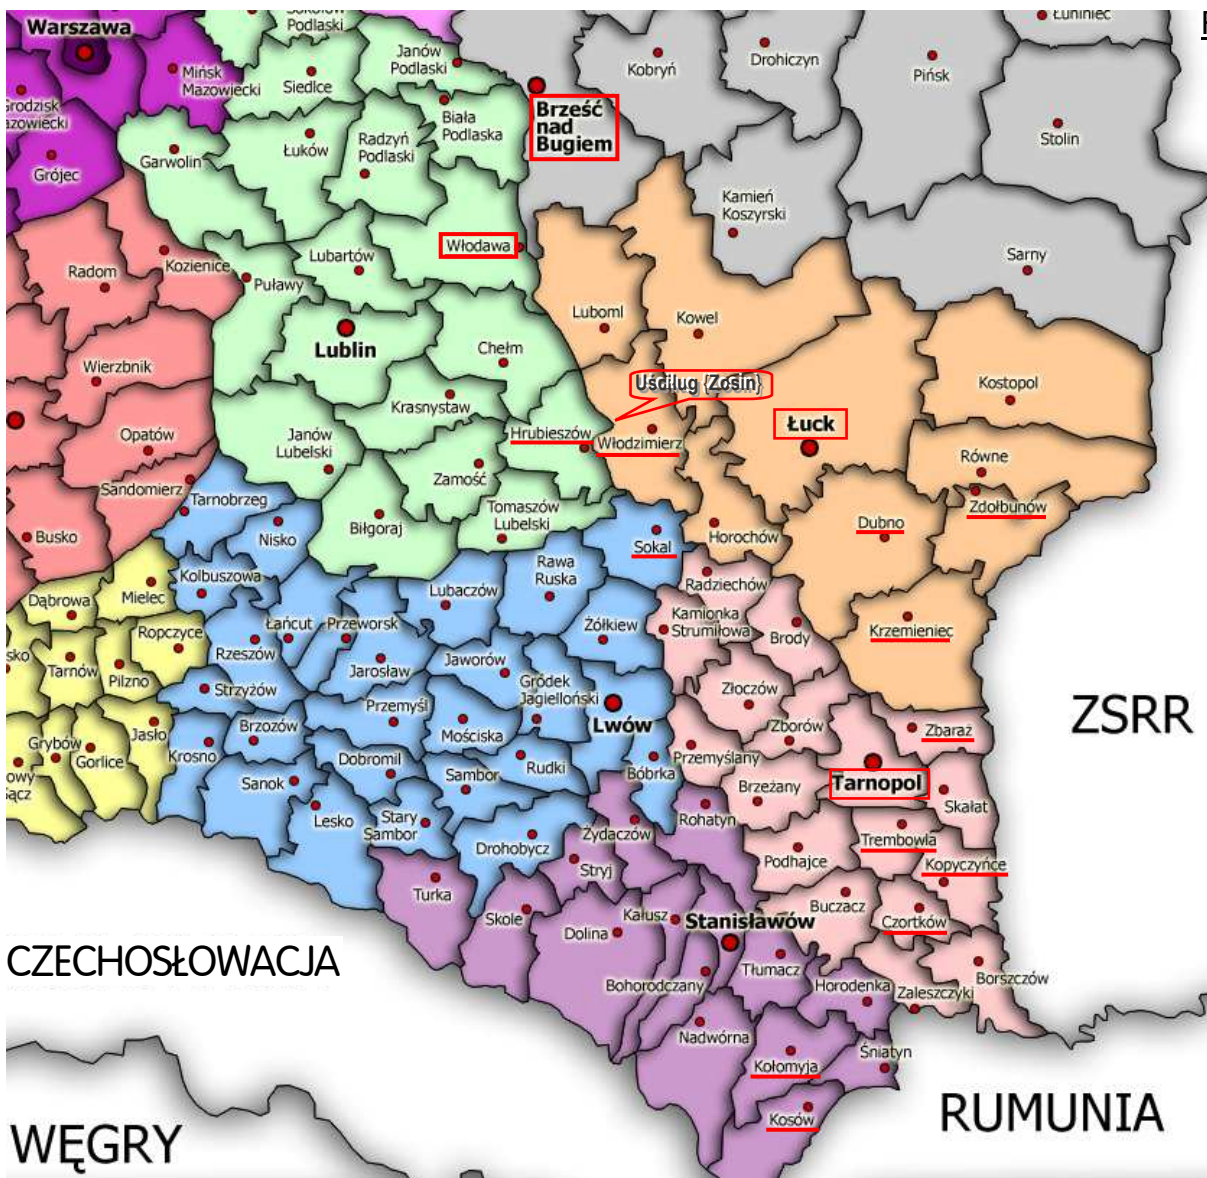 Warszawa
Sokołów
Podlaski
Łuniniec
Mińsk
Mazowiecki
Siedlce
Janów
Podlaski
Kobryń
Drohiczyn
Pińsk
Grodzisk
Mazowiecki
Biała
Podlaska
Brześć
nad
Bugiem
Stolin
Grójec
Garwolin
Łuków
Radzyń
Podlaski
Kamień
Koszyrski
Włodawa
Sarny
Radom
Kozienice
Lubartów
Puławy
Luboml
Kowel
Lublin
Chełm
Wierzbnik
Uściług {Zosin}
Kostopol
Krasnystaw
Łuck
Opatów
Janów
Lubelski
Hrubieszów
Włodzimierz
Równe
Zamość
Sandomierz
Tarnobrzeg
Tomaszów
Lubelski
Zdołbunów
Busko
Nisko
Biłgoraj
Sokal
Horochów
Dubno
Kolbuszowa
Rawa
Ruska
Radziechów
Dąbrowa
Mielec
Lubaczów
Kamionka
Strumiłowa
Łańcut
Przeworsk
Żółkiew
Brody
Krzemieniec
Ropczyce
Rzeszów
sko
Tarnów
Pilzno
Jarosław
Jaworów
Gródek
Jagielloński
Strzyżów
Złoczów
Przemyśl
Lwów
ZSRR
Brzozów
Mościska
Zborów
Zbaraż
Grybów
Jasło
Krosno
Dobromil
Przemyślany
Gorlice
Sambor
Rudki
Bóbrka
Tarnopol
Sanok
Brzeżany
Skałat
Lesko
Stary
Sambor
Rohatyn
Żydaczów
Drohobycz
Trembowla
Podhajce
Stryj
Kopyczyńce
Turka
Buczacz
Skole
Kałusz
Stanisławów
Czortków
Dolina
CZECHOSŁOWACJA
Tłumacz
Borszczów
Bohorodczany
Horodenka
Zaleszczyki
Nadwórna
Śniatyn
Kołomyja
RUMUNIA
Kosów
WĘGRY